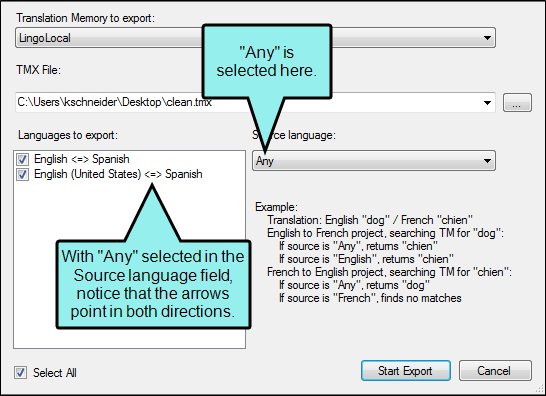 Translation Memory to export:
LingoLocal
"Any" is
selected here.
TMX File:
C:\Users\kschneider\Desktop\clean.tmx
...
Languages to export:
language:
English <=> Spanish
English (United States) <=> Spanish
Any
With "Any" selected in the
Source language field,
notice that the arrows
point in both directions.
Example:
Translation: English "dog" / French "chien"
English to French project, searching TM for "dog":
If source is "Any", returns "chien"
If source is "English", returns "chien"
French to English project, searching TM for "chien":
If source is "Any", returns "dog"
If source is "French", finds no matches
Select All
Start Export
Cancel